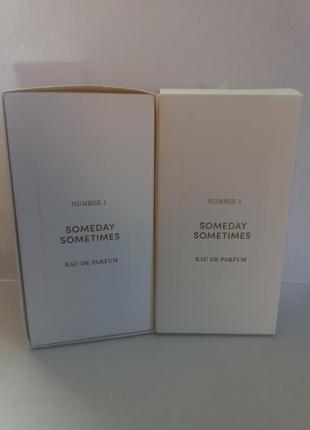 NUMBER 1
SOMEDAY
SOMETIMES
EAU DE PARFUM
NUMBER 1
SOMEDAY
SOMETIMES
EAU DE PARFUM